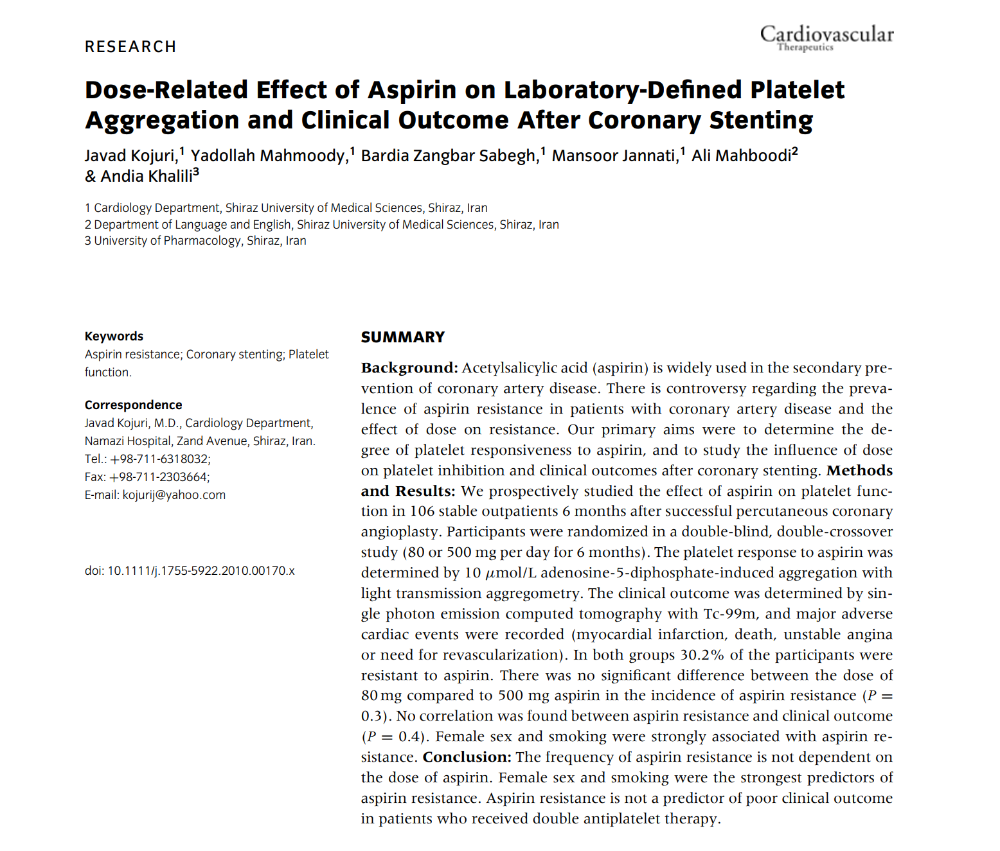 RESEARCH
Cardiovascular
Therapeutics
Dose-Related Effect of Aspirin on Laboratory-Defined Platelet
Aggregation and Clinical Outcome After Coronary Stenting
Javad Kojuri,1 Yadollah Mahmoody,1 Bardia Zangbar Sabegh,1 Mansoor Jannati,1 Ali Mahboodi2
& Andia Khalili3
1 Cardiology Department, Shiraz University of Medical Sciences, Shiraz, Iran
2 Department of Language and English, Shiraz University of Medical Sciences, Shiraz, Iran
3 University of Pharmacology, Shiraz, Iran
Keywords
Aspirin resistance; Coronary stenting; Platelet
function.
Correspondence
Javad Kojuri, M.D., Cardiology Department,
Namazi Hospital, Zand Avenue, Shiraz, Iran.
Tel.: +98-711-6318032;
Fax: +98-711-2303664;
E-mail: kojurij@yahoo.com
doi: 10.1111/j.1755-5922.2010.00170.x
SUMMARY
Background: Acetylsalicylic acid (aspirin) is widely used in the secondary pre-
vention of coronary artery disease. There is controversy regarding the preva-
lence of aspirin resistance in patients with coronary artery disease and the
effect of dose on resistance. Our primary aims were to determine the de-
gree of platelet responsiveness to aspirin, and to study the influence of dose
on platelet inhibition and clinical outcomes after coronary stenting. Methods
and Results: We prospectively studied the effect of aspirin on platelet func-
tion in 106 stable outpatients 6 months after successful percutaneous coronary
angioplasty. Participants were randomized in a double-blind, double-crossover
study (80 or 500 mg per day for 6 months). The platelet response to aspirin was
determined by 10 μmol/L adenosine-5-diphosphate-induced aggregation with
light transmission aggregometry. The clinical outcome was determined by sin-
gle photon emission computed tomography with Tc-99m, and major adverse
cardiac events were recorded (myocardial infarction, death, unstable angina
or need for revascularization). In both groups 30.2% of the participants were
resistant to aspirin. There was no significant difference between the dose of
80 mg compared to 500 mg aspirin in the incidence of aspirin resistance (P =
0.3). No correlation was found between aspirin resistance and clinical outcome
(P = 0.4). Female sex and smoking were strongly associated with aspirin re-
sistance. Conclusion: The frequency of aspirin resistance is not dependent on
the dose of aspirin. Female sex and smoking were the strongest predictors of
aspirin resistance. Aspirin resistance is not a predictor of poor clinical outcome
in patients who received double antiplatelet therapy.